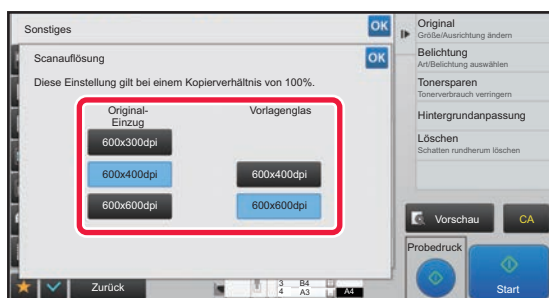 Sonstiges
OK
Scanauflösung
OK
Diese Einstellung gilt bei einem Kopierverhältnis von 100%.
Original-
Einzug
Vorlagenglas
600x300dpi
600x400dpi
600x400dpi
600x600dpi
600x600dpi
Zurück
3 B4
4 A3
A4
Original
Größe/Ausrichtung ändern
Belichtung
Art/Belichtung auswählen
Tonersparen
Tonerverbrauch verringern
Hintergrundanpassung
Löschen
Schatten rundherum löschen
Vorschau
CA
Probedruck
Start